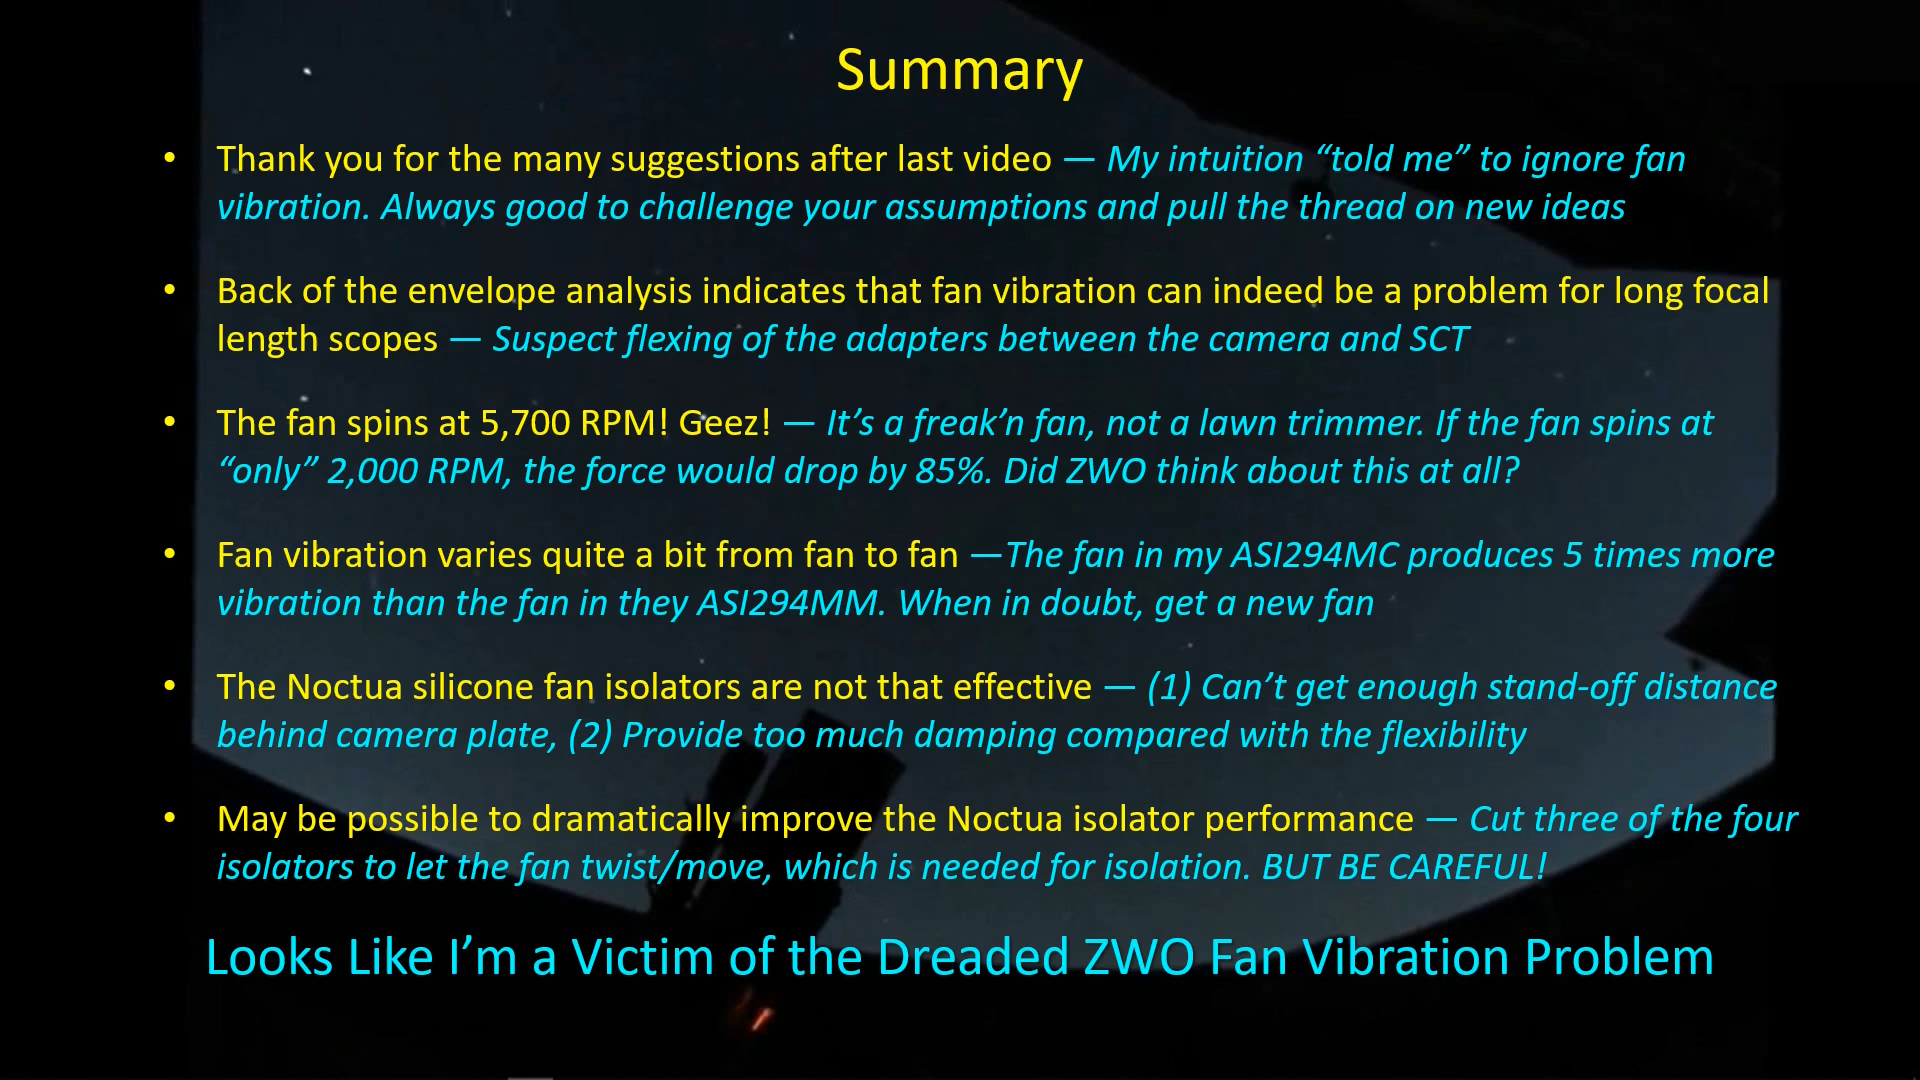 Summary
• Thank you for the many suggestions after last video — My intuition “told me” to ignore fan
vibration. Always good to challenge your assumptions and pull the thread on new ideas
• Back of the envelope analysis indicates that fan vibration can indeed be a problem for long focal
length scopes — Suspect flexing of the adapters between the camera and SCT
• The fan spins at 5,700 RPM! Geez! — It’s a freak’n fan, not a lawn trimmer. If the fan spins at
“only” 2,000 RPM, the force would drop by 85%. Did ZWO think about this at all?
• Fan vibration varies quite a bit from fan to fan —The fan in my ASI294MC produces 5 times more
vibration than the fan in they ASI294MM. When in doubt, get a new fan
• The Noctua silicone fan isolators are not that effective — (1) Can’t get enough stand-off distance
behind camera plate, (2) Provide too much damping compared with the flexibility
• May be possible to dramatically improve the Noctua isolator performance — Cut three of the four
isolators to let the fan twist/move, which is needed for isolation. BUT BE CAREFUL!
Looks Like I’m a Victim of the Dreaded ZWO Fan Vibration Problem